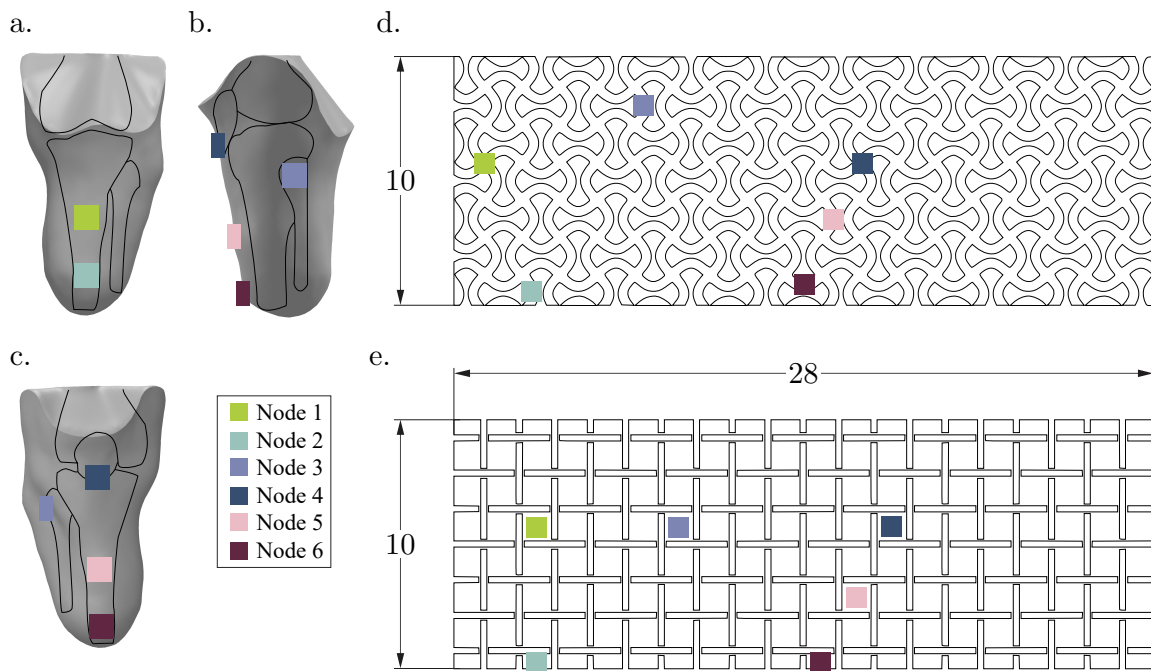 a.
b.
d.
10
c.
Node 1
Node 2
Node 3
Node 4
Node 5
Node 6
e.
28
10